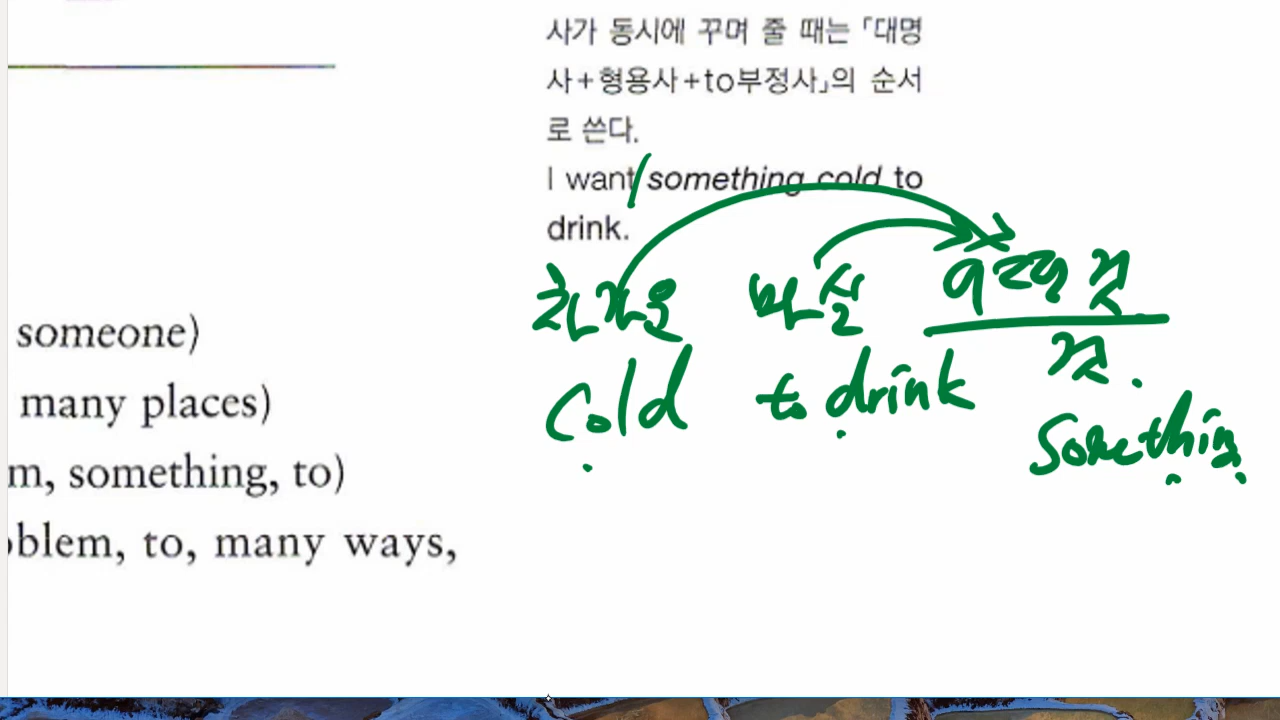 사가 동시에 꾸며 줄 때는 「대명
사+형용사+to부정사」의 순서
로 쓴다.
I want something cold to
drink.
차가운 마실 어떤 것
것.
cold to drink
something
someone)
many places)
m, something, to)
blem, to, many ways,